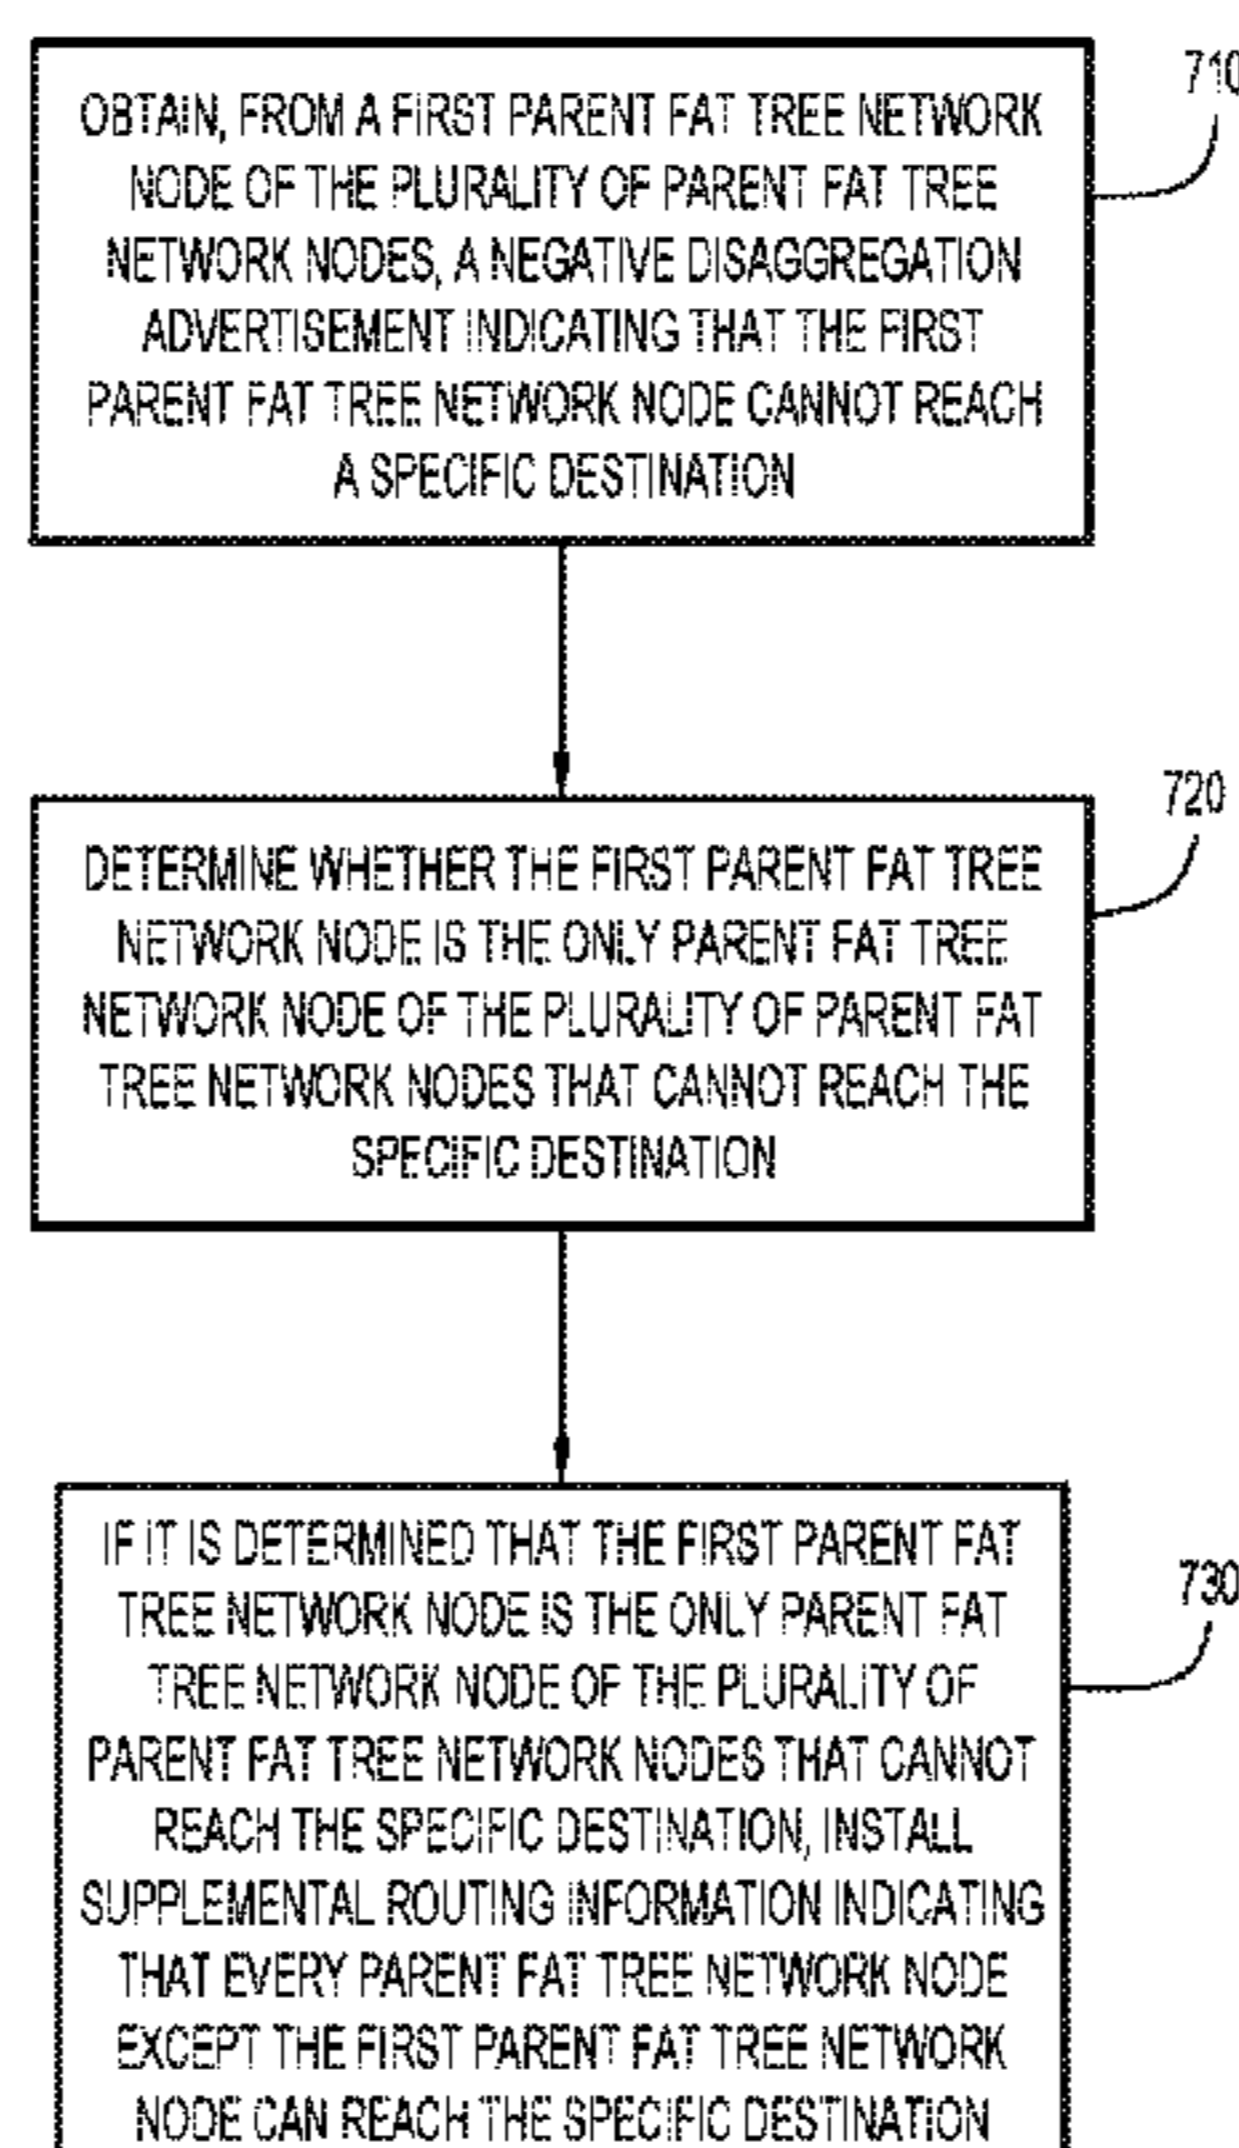 710
OBTAIN, FROM A FIRST PARENT FAT TREE NETWORK
NODE OF THE PLURALITY OF PARENT FAT TREE
NETWORK NODES, A NEGATIVE DISAGGREGATION
ADVERTISEMENT INDICATING THAT THE FIRST
PARENT FAT TREE NETWORK NODE CANNOT REACH
A SPECIFIC DESTINATION
720
DETERMINE WHETHER THE FIRST PARENT FAT TREE
NETWORK NODE IS THE ONLY PARENT FAT TREE
NETWORK NODE OF THE PLURALITY OF PARENT FAT
TREE NETWORK NODES THAT CANNOT REACH THE
SPECIFIC DESTINATION
730
IF IT IS DETERMINED THAT THE FIRST PARENT FAT
TREE NETWORK NODE IS THE ONLY PARENT FAT
TREE NETWORK NODE OF THE PLURALITY OF
PARENT FAT TREE NETWORK NODES THAT CANNOT
REACH THE SPECIFIC DESTINATION, INSTALL
SUPPLEMENTAL ROUTING INFORMATION INDICATING
THAT EVERY PARENT FAT TREE NETWORK NODE
EXCEPT THE FIRST PARENT FAT TREE NETWORK
NODE CAN REACH THE SPECIFIC DESTINATION